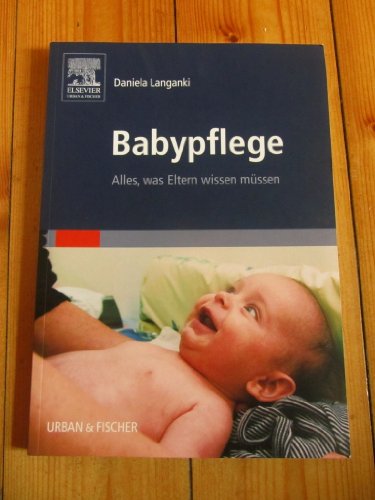 ELSEVIER
URBAN & FISCHER
Daniela Langanki
Babypflege
Alles, was Eltern wissen müssen
URBAN & FISCHER